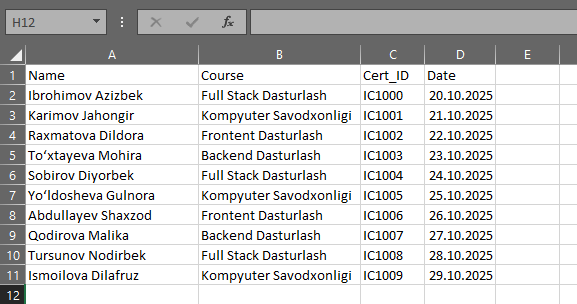 H12 fx
A B C D E
1 Name Course Cert_ID Date
2 Ibrohimov Azizbek Full Stack Dasturlash IC1000 20.10.2025
3 Karimov Jahongir Kompyuter Savodxonligi IC1001 21.10.2025
4 Raxmatova Dildora Frontent Dasturlash IC1002 22.10.2025
5 Toʻxtayeva Mohira Backend Dasturlash IC1003 23.10.2025
6 Sobirov Diyorbek Full Stack Dasturlash IC1004 24.10.2025
7 Yoʻldosheva Gulnora Kompyuter Savodxonligi IC1005 25.10.2025
8 Abdullayev Shaxzod Frontent Dasturlash IC1006 26.10.2025
9 Qodirova Malika Backend Dasturlash IC1007 27.10.2025
10 Tursunov Nodirbek Full Stack Dasturlash IC1008 28.10.2025
11 Ismoilova Dilafruz Kompyuter Savodxonligi IC1009 29.10.2025
12